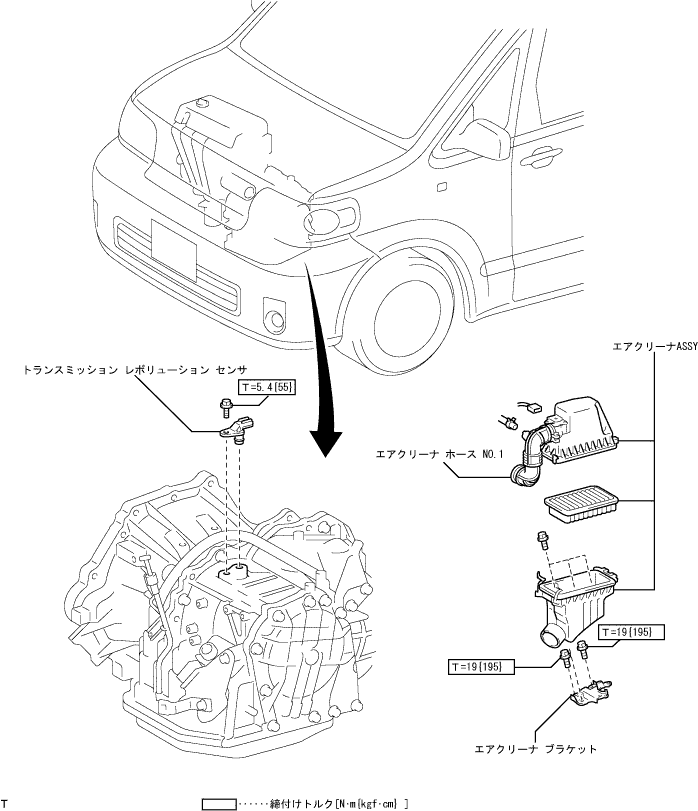 エアクリーナASSY
トランスミッション レボリューション センサ
T=5.4{55}
エアクリーナ ホース NO.1
T=19{195}
T=19{195}
エアクリーナ ブラケット
T
‥‥‥締付けトルク[N·m{kgf·cm} ]